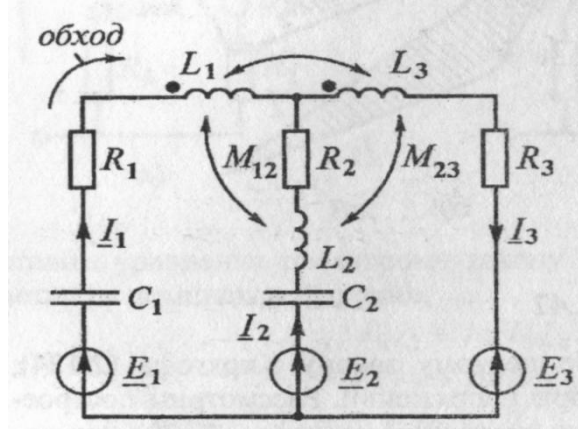 обход
L₁ L₃
R₁ M₁₂ R₂ M₂₃ R₃
I₁ I₃
L₂
C₁ C₂
I₂
E₁ E₂ E₃